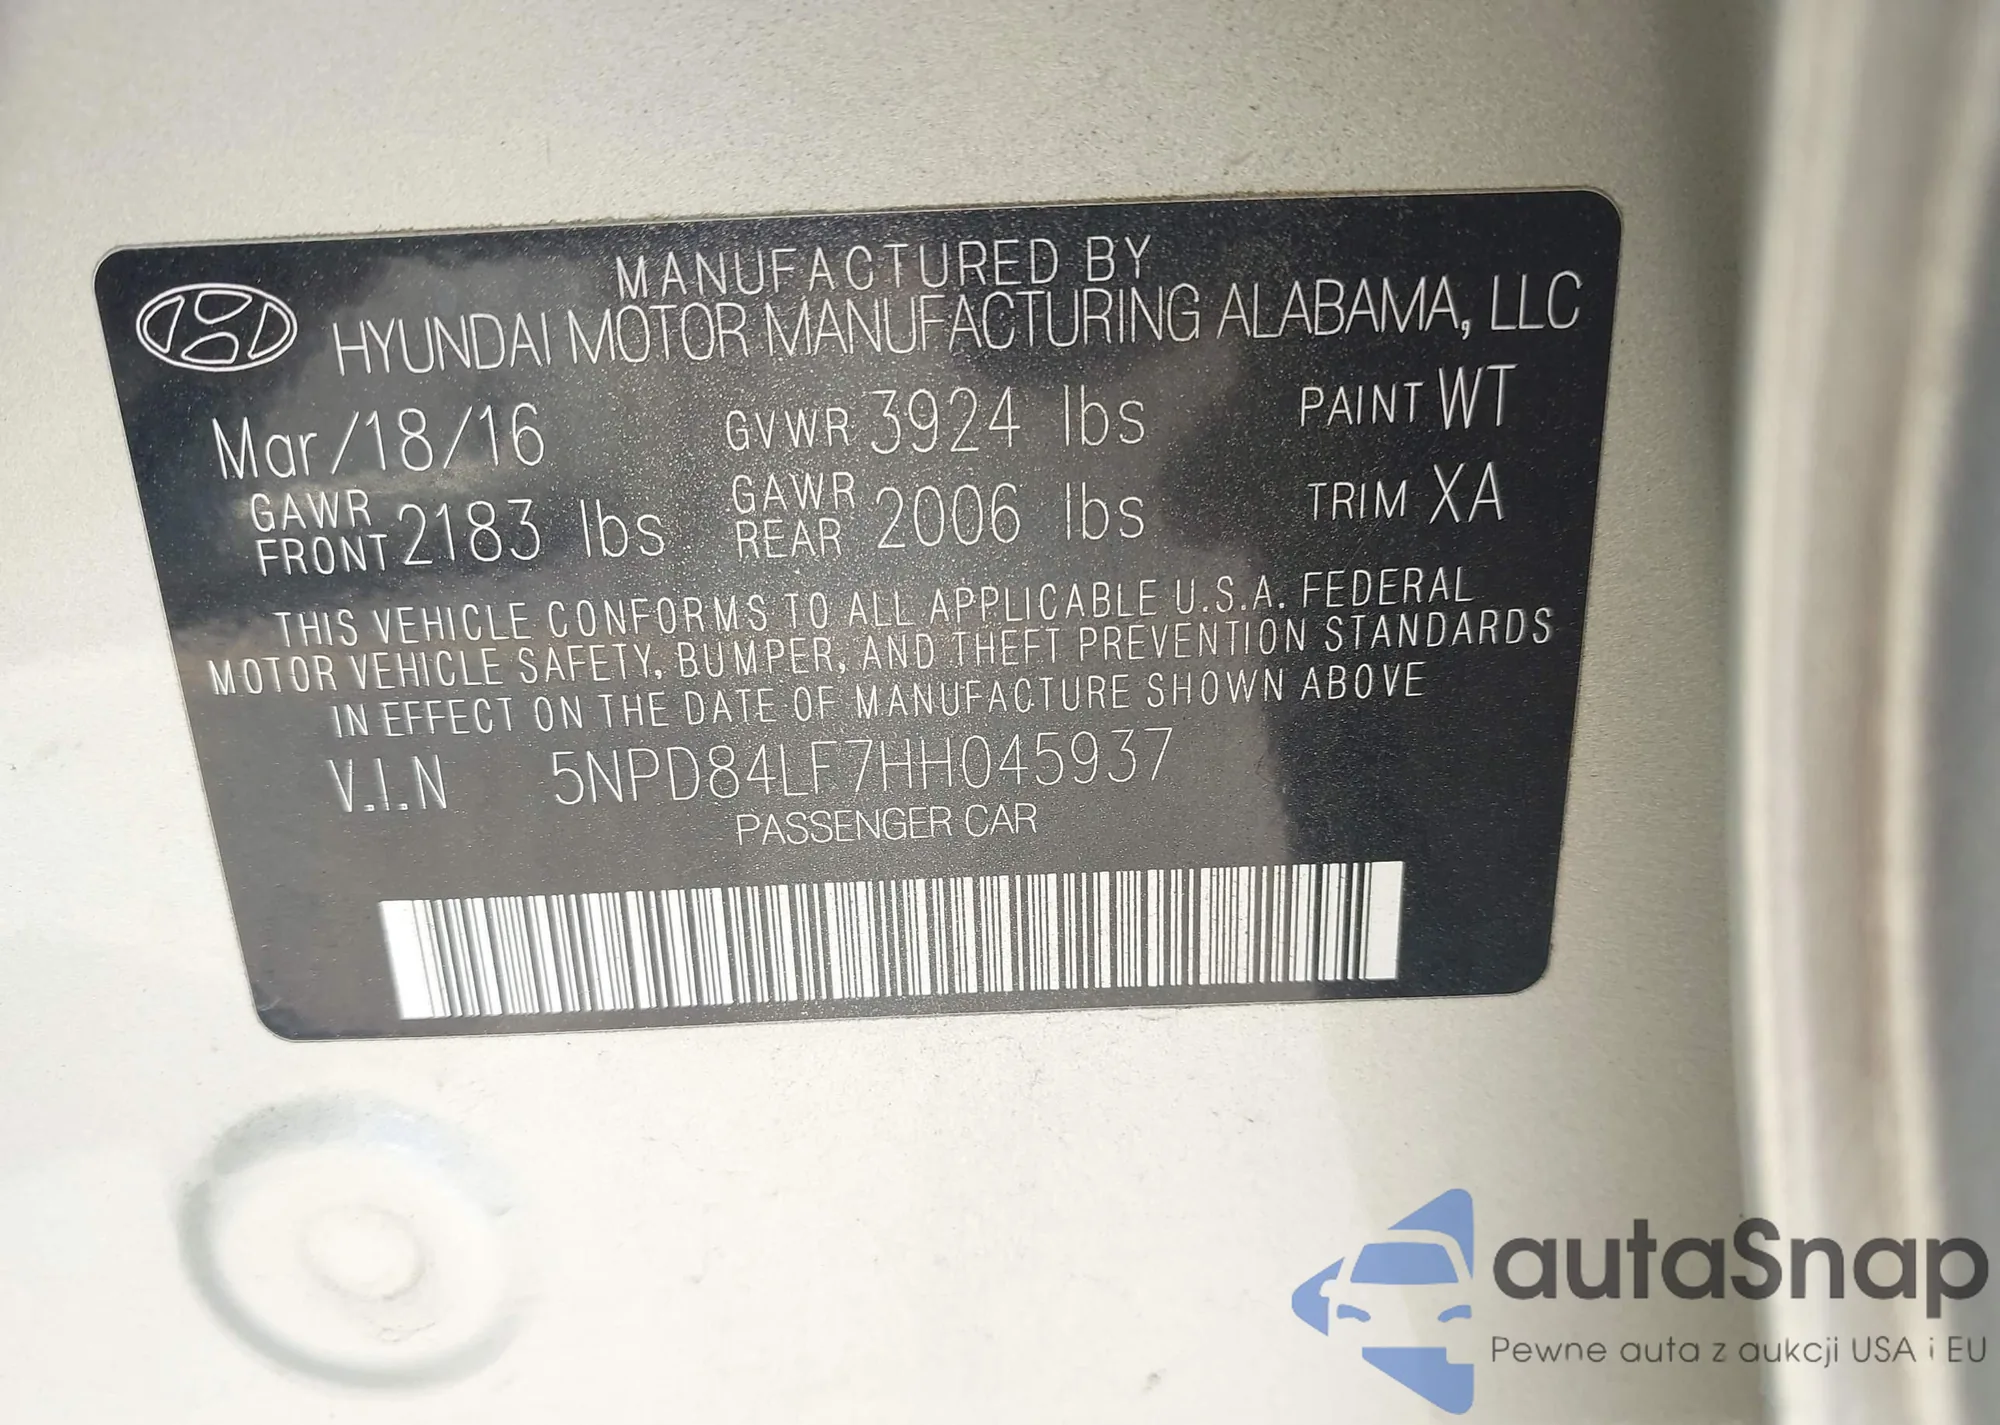 MANUFACTURED BY
HYUNDAI MOTOR MANUFACTURING ALABAMA, LLC
Mar/18/16 GVWR 3924 lbs PAINT WT
GAWR FRONT 2183 lbs GAWR REAR 2006 lbs TRIM XA
THIS VEHICLE CONFORMS TO ALL APPLICABLE U.S.A. FEDERAL
MOTOR VEHICLE SAFETY, BUMPER, AND THEFT PREVENTION STANDARDS
IN EFFECT ON THE DATE OF MANUFACTURE SHOWN ABOVE
V.I.N 5NPD84LF7HH045937
PASSENGER CAR
autaSnap
Pewne auta z aukcji USA i EU